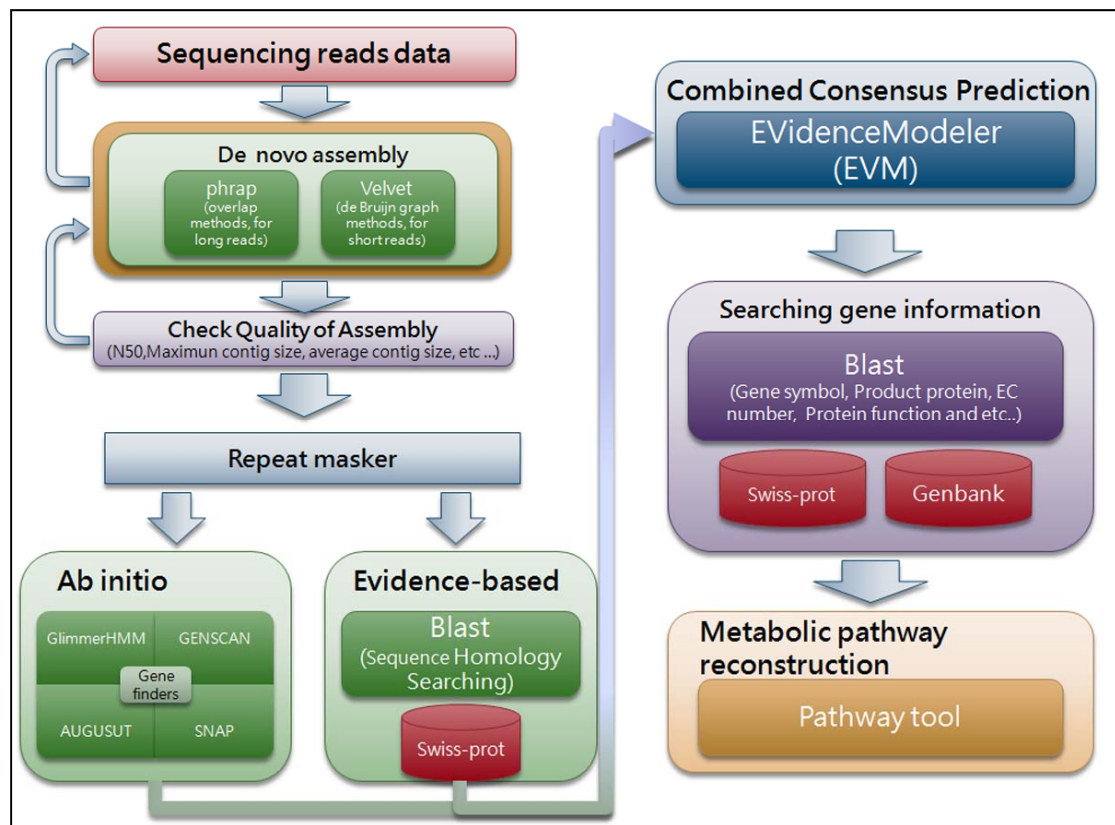 Sequencing reads data
De novo assembly
phrap
(overlap
methods, for
long reads)
Velvet
(de Bruijn graph
methods, for
short reads)
Check Quality of Assembly
(N50,Maximun contig size, average contig size, etc ...)
Repeat masker
Ab initio
GlimmerHMM
GENSCAN
Gene
finders
AUGUSUT
SNAP
Evidence-based
Blast
(Sequence Homology
Searching)
Swiss-prot
Combined Consensus Prediction
EVidenceModeler
(EVM)
Searching gene information
Blast
(Gene symbol, Product protein, EC
number, Protein function and etc..)
Swiss-prot
Genbank
Metabolic pathway
reconstruction
Pathway tool